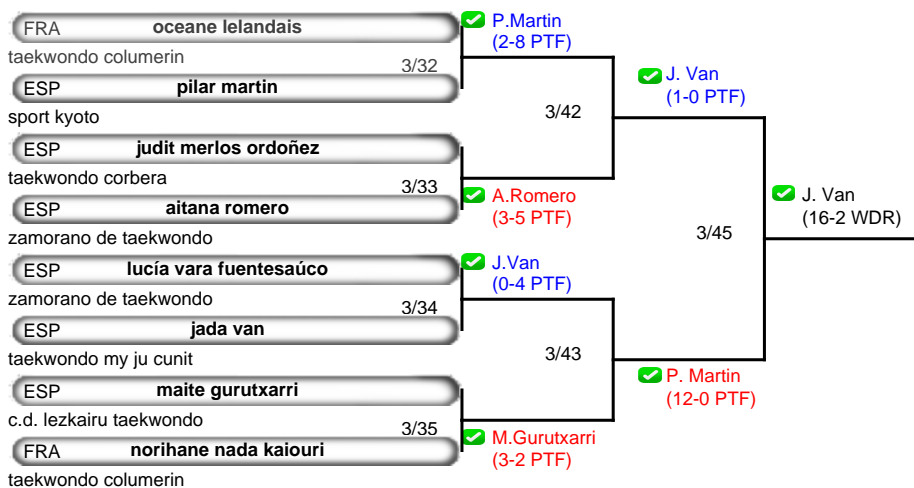 FRA oceane lelandais
taekwondo columerin
3/32
ESP pilar martin
sport kyoto
P.Martin
(2-8 PTF)
ESP judit merlos ordoñez
taekwondo corbera
3/33
ESP aitana romero
zamorano de taekwondo
A.Romero
(3-5 PTF)
3/42
J. Van
(1-0 PTF)
ESP lucía vara fuentesaúco
zamorano de taekwondo
3/34
ESP jada van
taekwondo my ju cunit
J.Van
(0-4 PTF)
ESP maite gurutxarri
c.d. lezkairu taekwondo
3/35
FRA norihane nada kaiouri
taekwondo columerin
M.Gurutxarri
(3-2 PTF)
3/43
P. Martin
(12-0 PTF)
3/45
J. Van
(16-2 WDR)